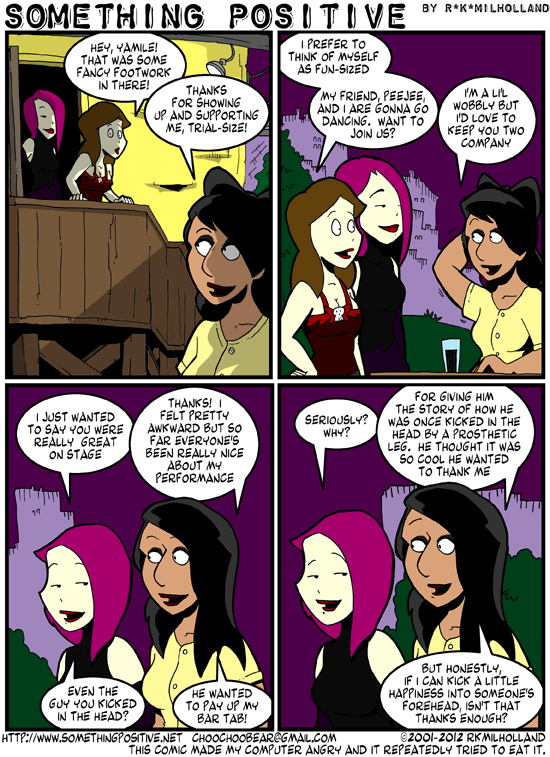 SOMETHING POSITIVE BY R*K*MILHOLLAND
HEY, YAMILE!
THAT WAS SOME
FANCY FOOTWORK
IN THERE!
THANKS
FOR SHOWING
UP AND SUPPORTING
ME, TRIAL-SIZE!
I PREFER TO
THINK OF MYSELF
AS FUN-SIZED
MY FRIEND, PEEJEE,
AND I ARE GONNA GO
DANCING. WANT TO
JOIN US?
I'M A LI'L
WOBBLY BUT
I'D LOVE TO
KEEP YOU TWO
COMPANY
I JUST WANTED
TO SAY YOU WERE
REALLY GREAT
ON STAGE
THANKS! I
FELT PRETTY
AWKWARD BUT SO
FAR EVERYONE'S
BEEN REALLY NICE
ABOUT MY
PERFORMANCE
EVEN THE
GUY YOU KICKED
IN THE HEAD?
HE WANTED
TO PAY UP MY
BAR TAB!
SERIOUSLY?
WHY?
FOR GIVING HIM
THE STORY OF HOW HE
WAS ONCE KICKED IN THE
HEAD BY A PROSTHETIC
LEG. HE THOUGHT IT WAS
SO COOL HE WANTED
TO THANK ME
BUT HONESTLY,
IF I CAN KICK A LITTLE
HAPPINESS INTO SOMEONE'S
FOREHEAD, ISN'T THAT
THANKS ENOUGH?
HTTP://WWW.SOMETHINGPOSITIVE.NET CHOOCHOOBEAR@GMAIL.COM ©2001-2012 RKMILHOLLAND
THIS COMIC MADE MY COMPUTER ANGRY AND IT REPEATEDLY TRIED TO EAT IT.